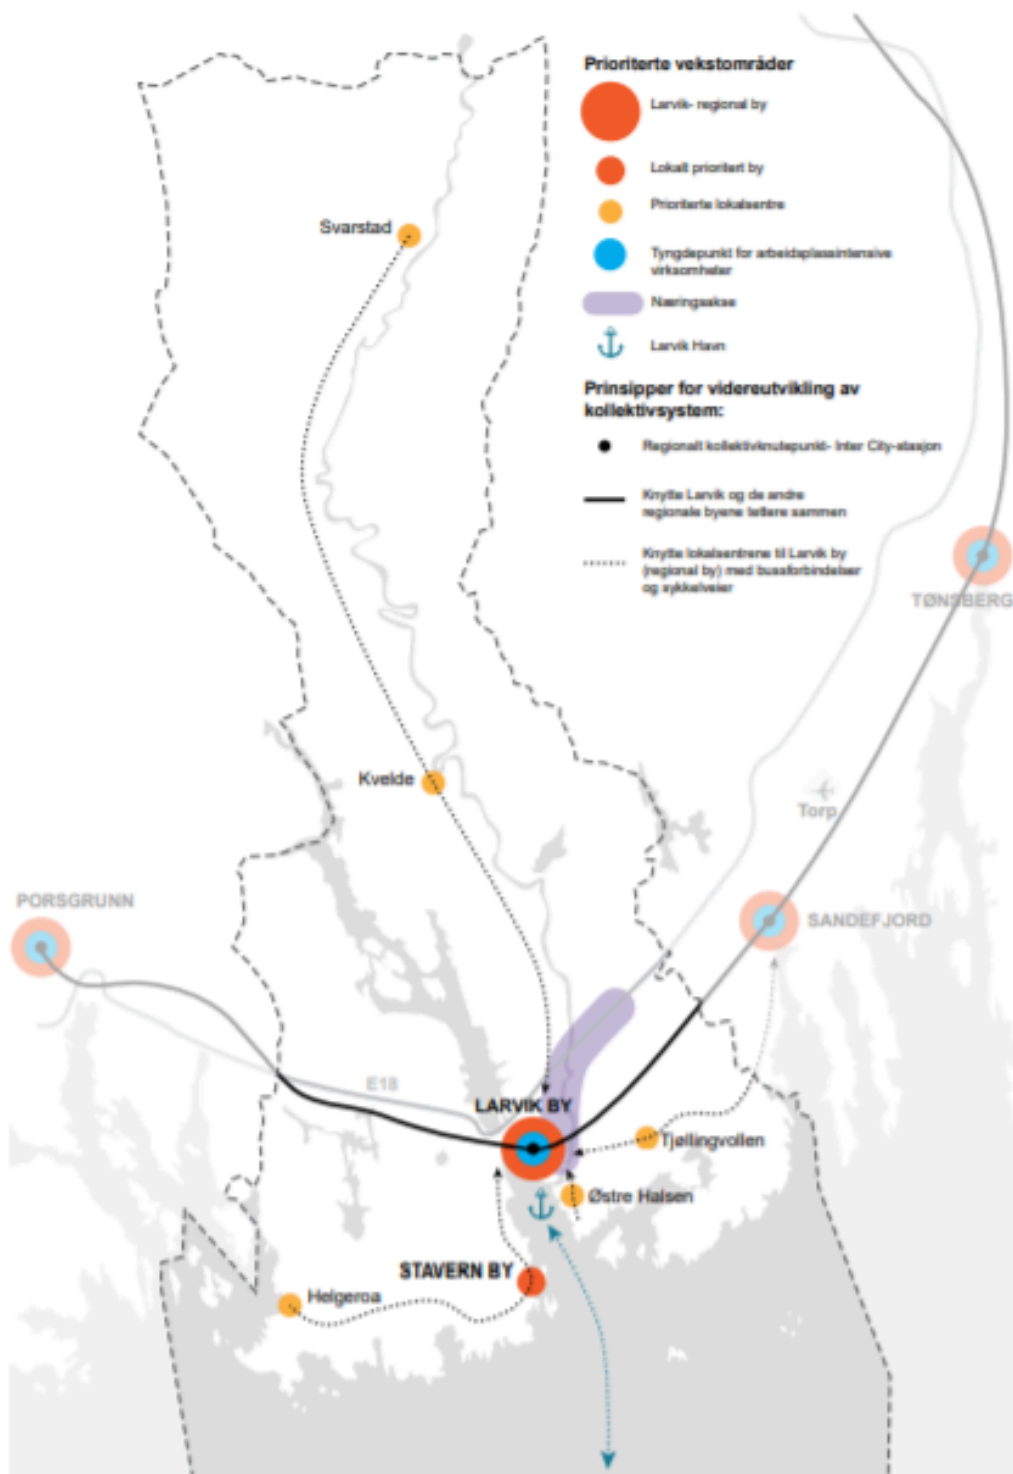 Prioriterte vekstområder
Larvik- regional by
Lokalt prioritert by
Prioriterte lokalsentre
Tyngdepunkt for arbeidsplassintensive
virksomheter
Næringsakse
Larvik Havn
Prinsipper for videreutvikling av
kollektivsystem:
Regionalt kollektivknutepunkt- Inter City-stasjon
Knytte Larvik og de andre
regionale byene tettere sammen
Knytte lokalsentrene til Larvik by
(regional by) med bussforbindelser
og sykkelveier
Svarstad
TØNSBERG
Kvelde
Torp
PORSGRUNN
SANDEFJORD
E18
LARVIK BY
Tjøllingvollen
Østre Halsen
STAVERN BY
Helgeroa